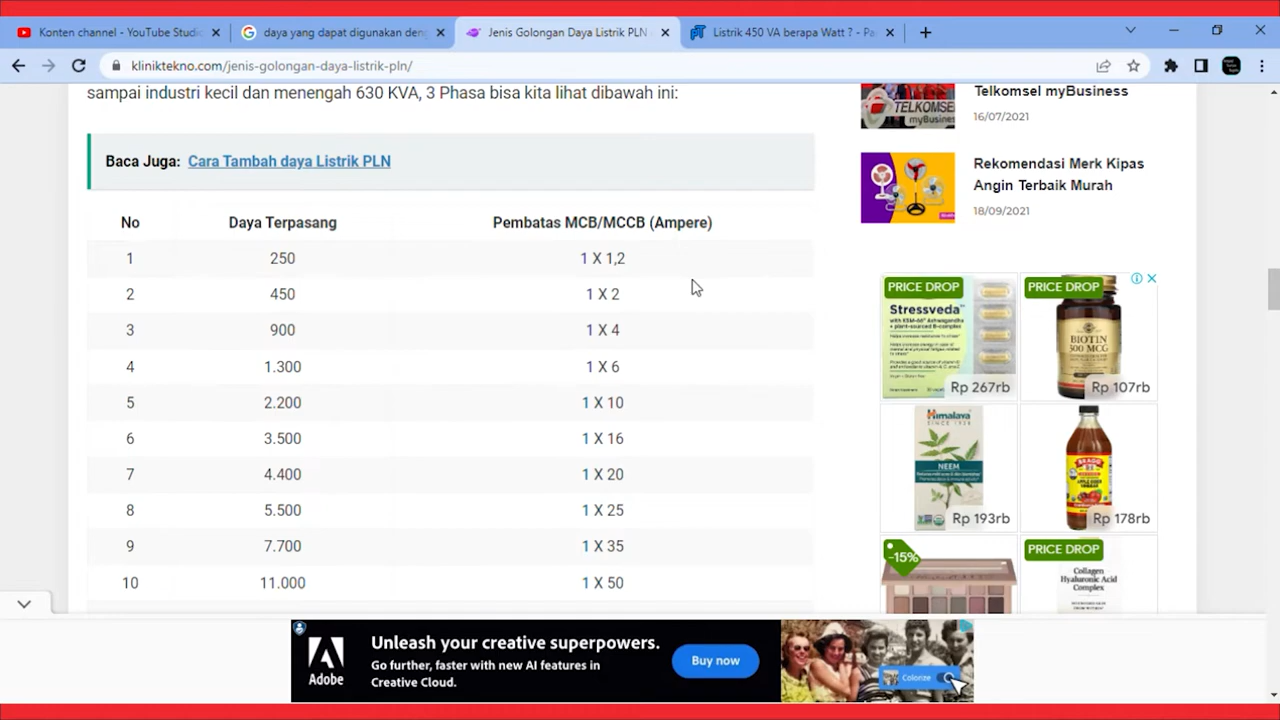 Konten channel - YouTube Studio
daya yang dapat digunakan deng
Jenis Golongan Daya Listrik PLN
Listrik 450 VA berapa Watt ? - Pa
kliniktekno.com/jenis-golongan-daya-listrik-pln/
sampai industri kecil dan menengah 630 KVA, 3 Phasa bisa kita lihat dibawah ini:
Baca Juga: Cara Tambah daya Listrik PLN
No Daya Terpasang Pembatas MCB/MCCB (Ampere)
1 250 1 X 1,2
2 450 1 X 2
3 900 1 X 4
4 1.300 1 X 6
5 2.200 1 X 10
6 3.500 1 X 16
7 4.400 1 X 20
8 5.500 1 X 25
9 7.700 1 X 35
10 11.000 1 X 50
TELKOMSEL
myBusiness
Telkomsel myBusiness
16/07/2021
Rekomendasi Merk Kipas
Angin Terbaik Murah
18/09/2021
PRICE DROP
Stressveda
Rp 267rb
PRICE DROP
BIOTIN
300 MCG
Rp 107rb
Himalaya
SINCE 1930
NEEM
Rp 193rb
BRAGG
Rp 178rb
-15%
PRICE DROP
Collagen
Hyaluronic Acid
Complex
Adobe
Unleash your creative superpowers.
Go further, faster with new AI features in
Creative Cloud.
Buy now
Colorize